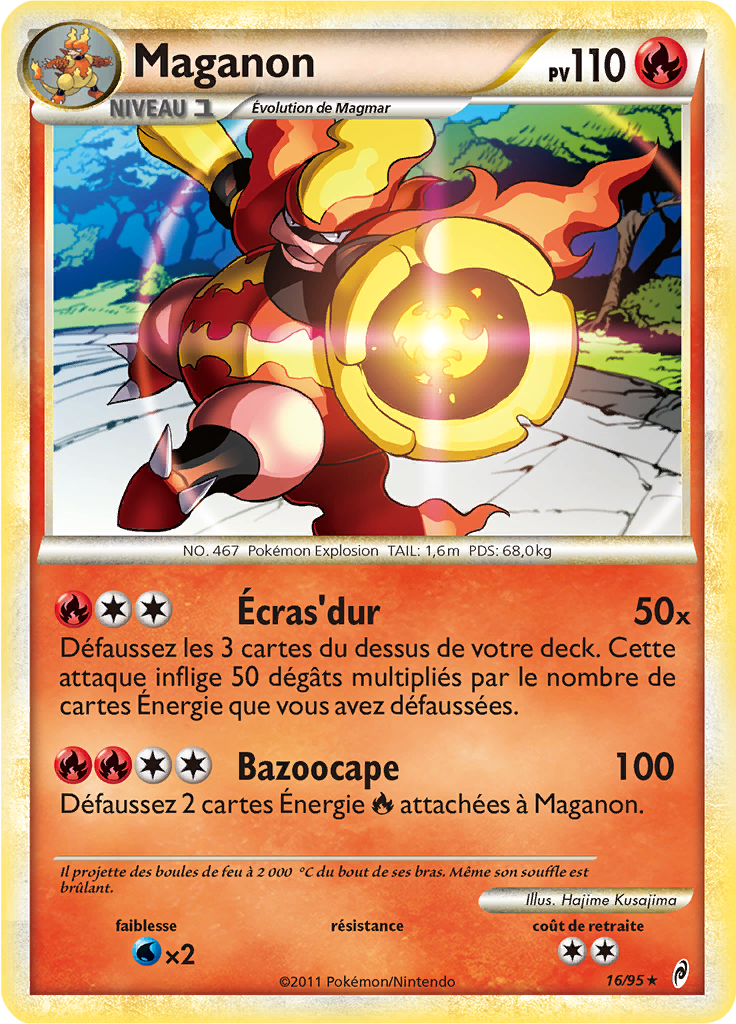 Maganon
PV110
NIVEAU 1
Évolution de Magmar
NO. 467 Pokémon Explosion TAIL: 1,6m PDS: 68,0kg
Écras'dur 50x
Défaussez les 3 cartes du dessus de votre deck. Cette
attaque inflige 50 dégâts multipliés par le nombre de
cartes Énergie que vous avez défaussées.
Bazoocape 100
Défaussez 2 cartes Énergie attachées à Maganon.
Il projette des boules de feu à 2 000 °C du bout de ses bras. Même son souffle est
brûlant.
Illus. Hajime Kusajima
faiblesse résistance coût de retraite
×2
©2011 Pokémon/Nintendo
16/95 ★